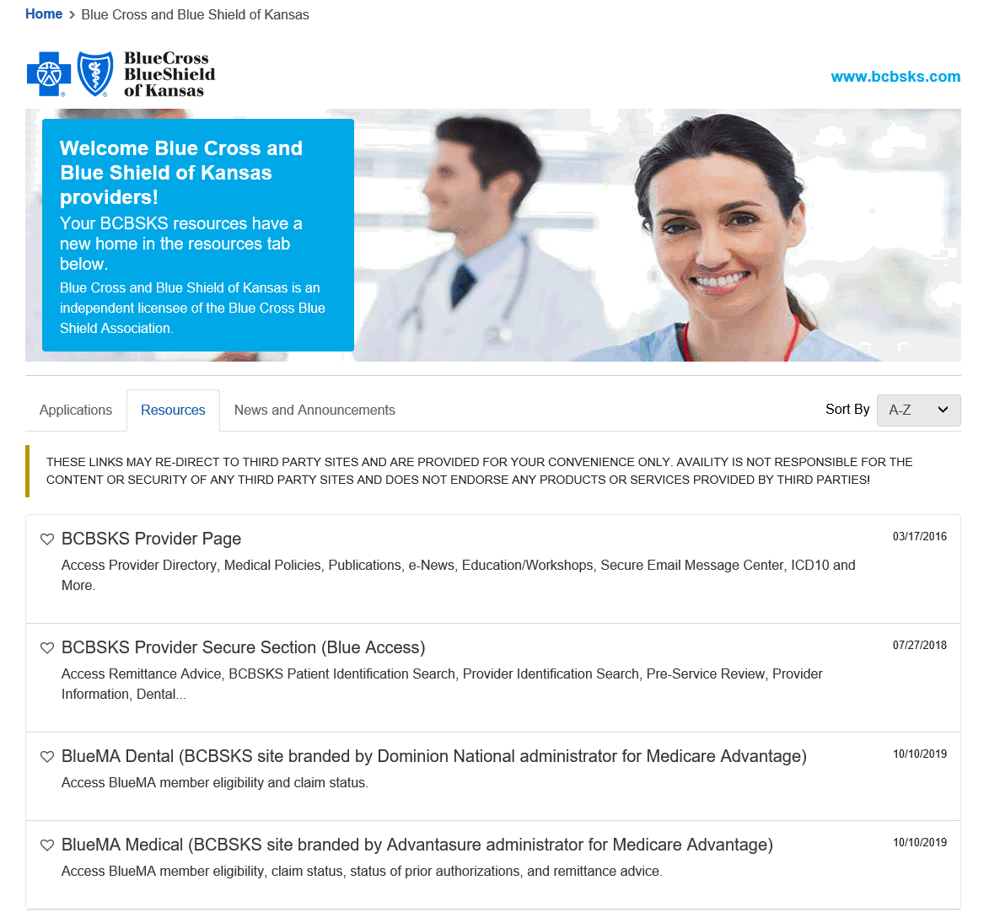 Home > Blue Cross and Blue Shield of Kansas
BlueCross
BlueShield
of Kansas
www.bcbsks.com
Welcome Blue Cross and
Blue Shield of Kansas
providers!
Your BCBSKS resources have a
new home in the resources tab
below.
Blue Cross and Blue Shield of Kansas is an
independent licensee of the Blue Cross Blue
Shield Association.
Applications Resources News and Announcements Sort By A-Z
THESE LINKS MAY RE-DIRECT TO THIRD PARTY SITES AND ARE PROVIDED FOR YOUR CONVENIENCE ONLY. AVAILITY IS NOT RESPONSIBLE FOR THE
CONTENT OR SECURITY OF ANY THIRD PARTY SITES AND DOES NOT ENDORSE ANY PRODUCTS OR SERVICES PROVIDED BY THIRD PARTIES!
BCBSKS Provider Page 03/17/2016
Access Provider Directory, Medical Policies, Publications, e-News, Education/Workshops, Secure Email Message Center, ICD10 and
More.
BCBSKS Provider Secure Section (Blue Access) 07/27/2018
Access Remittance Advice, BCBSKS Patient Identification Search, Provider Identification Search, Pre-Service Review, Provider
Information, Dental...
BlueMA Dental (BCBSKS site branded by Dominion National administrator for Medicare Advantage) 10/10/2019
Access BlueMA member eligibility and claim status.
BlueMA Medical (BCBSKS site branded by Advantasure administrator for Medicare Advantage) 10/10/2019
Access BlueMA member eligibility, claim status, status of prior authorizations, and remittance advice.